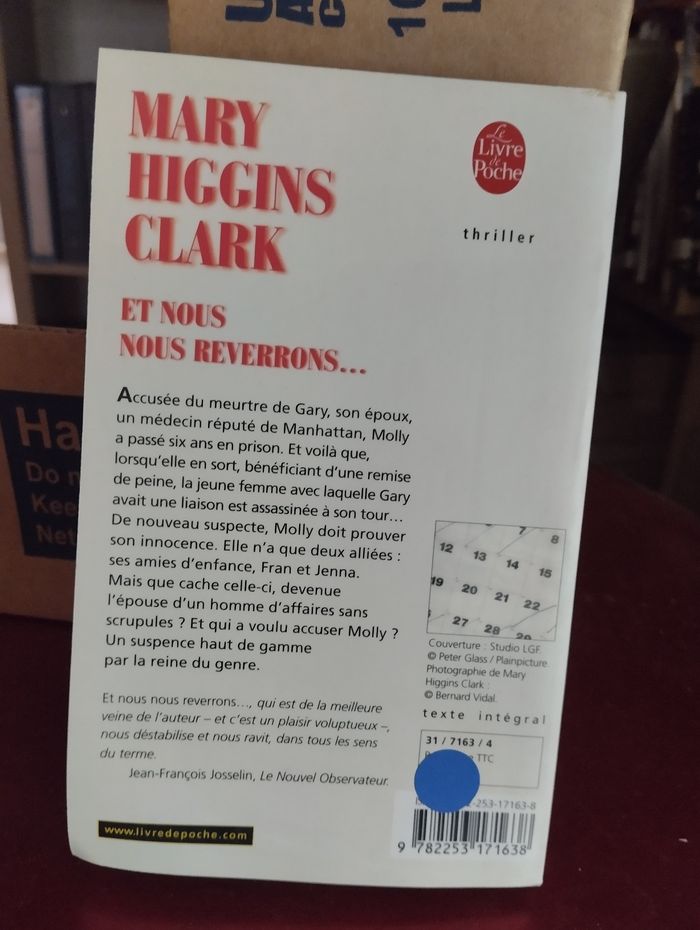 MARY
HIGGINS
CLARK
Le
Livre
de
Poche
thriller
ET NOUS
NOUS REVERRONS...
Accusée du meurtre de Gary, son époux,
un médecin réputé de Manhattan, Molly
a passé six ans en prison. Et voilà que,
lorsqu'elle en sort, bénéficiant d'une remise
de peine, la jeune femme avec laquelle Gary
avait une liaison est assassinée à son tour...
De nouveau suspecte, Molly doit prouver
son innocence. Elle n'a que deux alliées :
ses amies d'enfance, Fran et Jenna.
Mais que cache celle-ci, devenue
l'épouse d'un homme d'affaires sans
scrupules ? Et qui a voulu accuser Molly ?
Un suspence haut de gamme
par la reine du genre.
Et nous nous reverrons..., qui est de la meilleure
veine de l'auteur – et c'est un plaisir voluptueux –,
nous déstabilise et nous ravit, dans tous les sens
du terme.
Jean-François Josselin, Le Nouvel Observateur.
www.livredepoche.com
7 8
12 13 14 15
19 20 21 22
27 28 29
Couverture : Studio LGF.
© Peter Glass / Plainpicture.
Photographie de Mary
Higgins Clark :
© Bernard Vidal.
texte intégral
31 / 7163 / 4
TTC
-253-17163-8
9 782253 171638
Ha
Do
Kee
Net